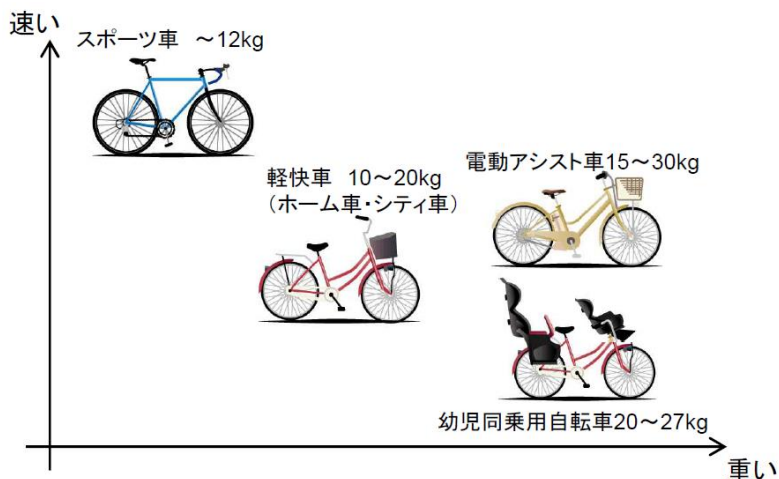 速い
スポーツ車　～12kg
電動アシスト車15～30kg
軽快車　10～20kg
（ホーム車・シティ車）
幼児同乗用自転車20～27kg
重い